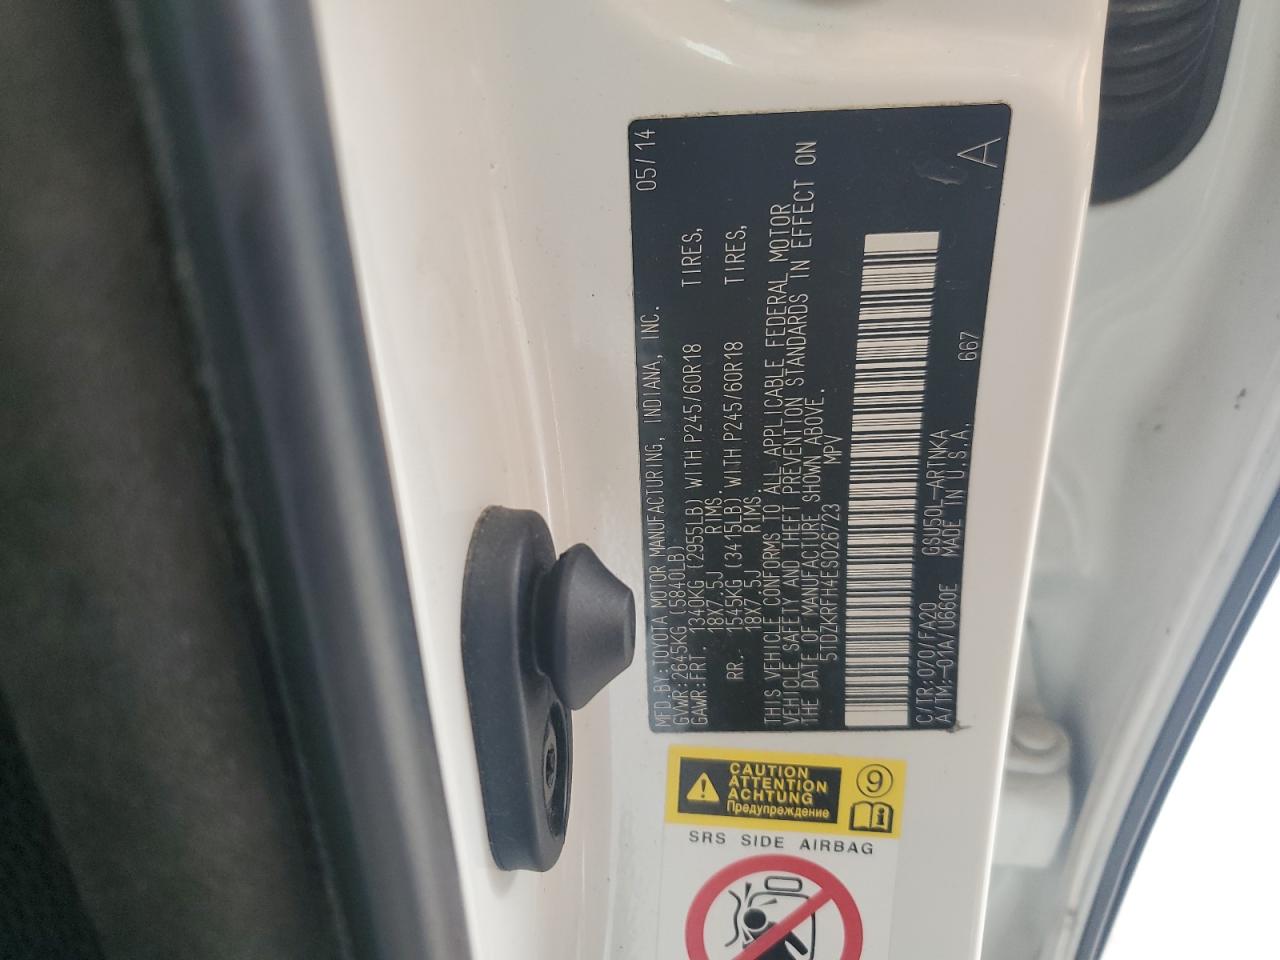 MFD.BY:TOYOTA MOTOR MANUFACTURING, INDIANA, INC. 05/14
GVWR:2645KG (5840LB)
GAWR:FRT. 1340KG (2955LB) WITH P245/60R18 TIRES,
18X7.5J RIMS.
RR. 1545KG (3415LB) WITH P245/60R18 TIRES,
18X7.5J RIMS.
THIS VEHICLE CONFORMS TO ALL APPLICABLE FEDERAL MOTOR
VEHICLE SAFETY AND THEFT PREVENTION STANDARDS IN EFFECT ON
THE DATE OF MANUFACTURE SHOWN ABOVE.
5TDZKRFH4ES026723 MPV
C/TR:070/FA20 GSU50L-ARTNKA 667
A/TM:-01A/U660E MADE IN U.S.A. A
CAUTION
ATTENTION
ACHTUNG
Предупреждение
9
SRS SIDE AIRBAG